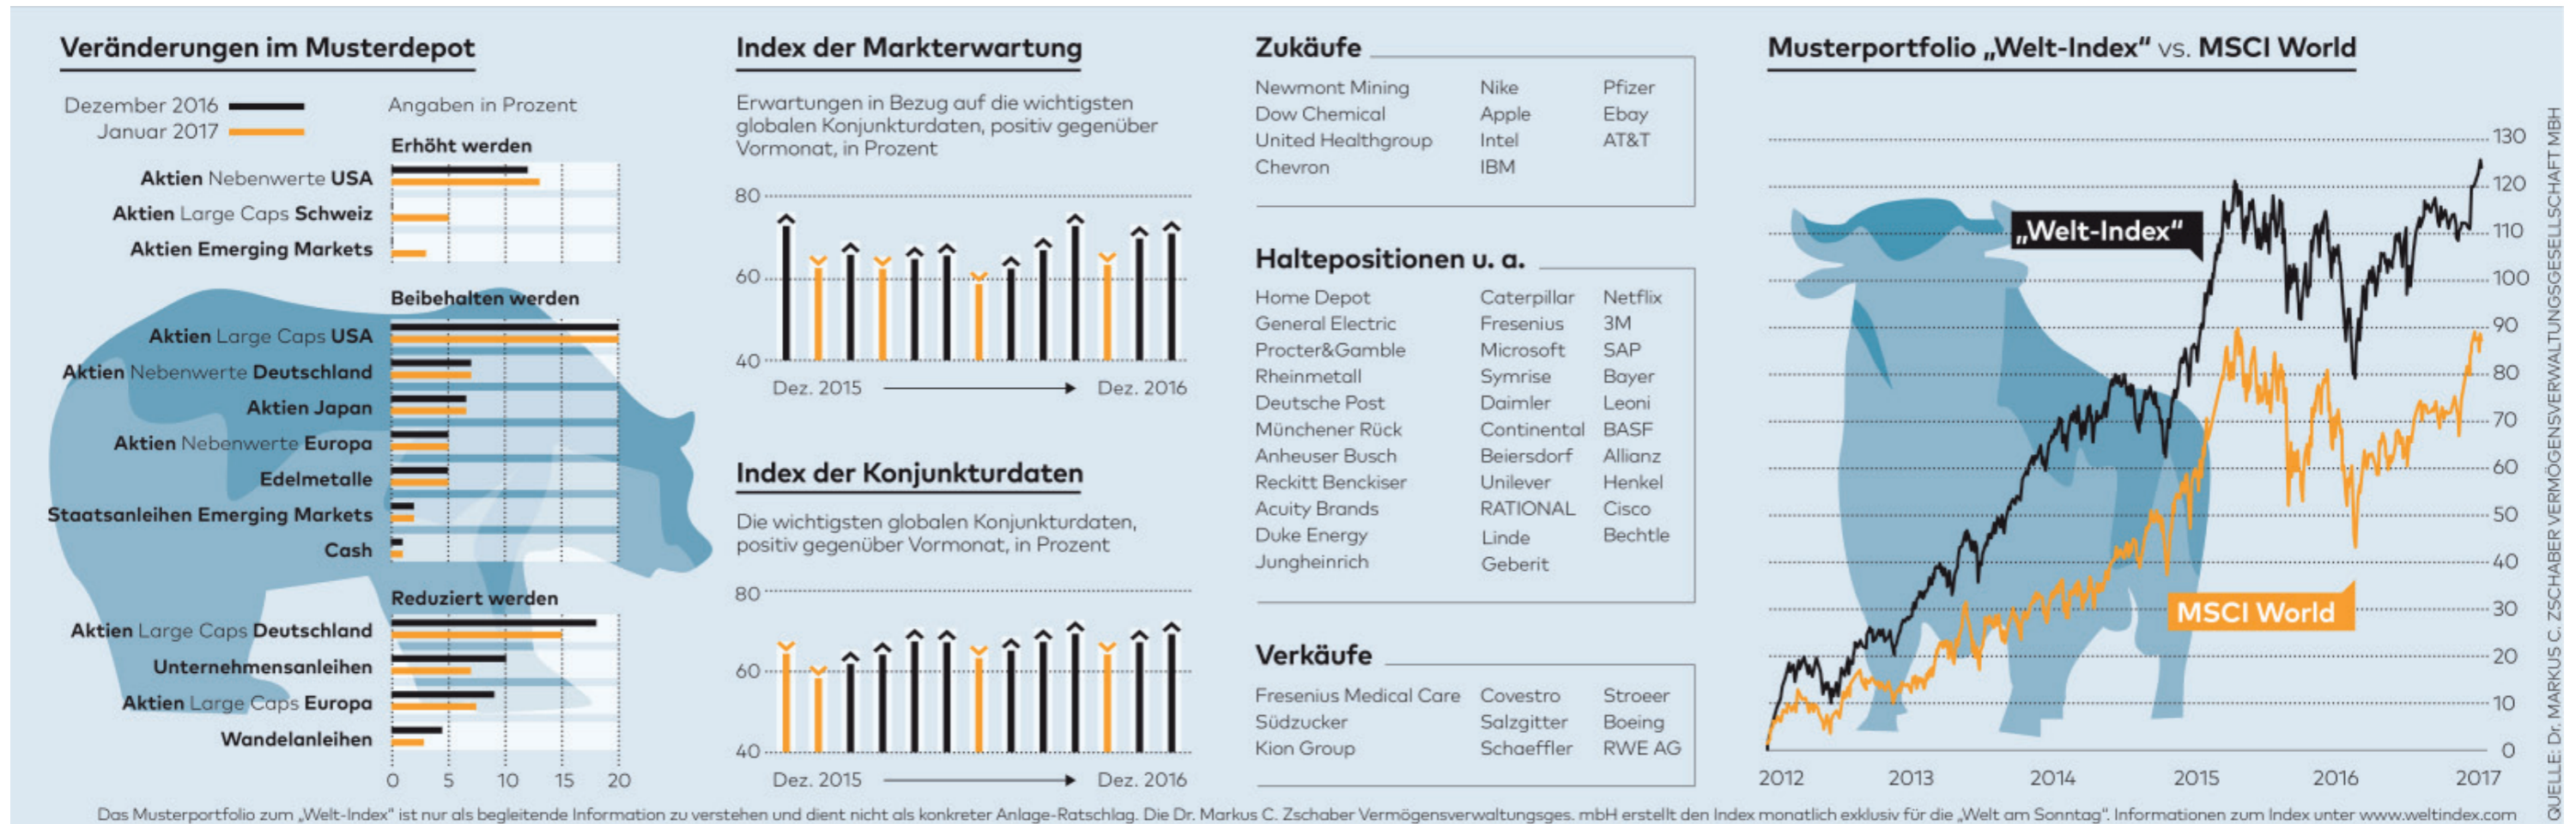 Veränderungen im Musterdepot
Dezember 2016
Januar 2017
Angaben in Prozent
Erhöht werden
Aktien Nebenwerte USA
Aktien Large Caps Schweiz
Aktien Emerging Markets
Beibehalten werden
Aktien Large Caps USA
Aktien Nebenwerte Deutschland
Aktien Japan
Aktien Nebenwerte Europa
Edelmetalle
Staatsanleihen Emerging Markets
Cash
Reduziert werden
Aktien Large Caps Deutschland
Unternehmensanleihen
Aktien Large Caps Europa
Wandelanleihen
0 5 10 15 20
Index der Markterwartung
Erwartungen in Bezug auf die wichtigsten
globalen Konjunkturdaten, positiv gegenüber
Vormonat, in Prozent
80
60
40
Dez. 2015 Dez. 2016
Index der Konjunkturdaten
Die wichtigsten globalen Konjunkturdaten,
positiv gegenüber Vormonat, in Prozent
80
60
40
Dez. 2015 Dez. 2016
Zukäufe
Newmont Mining Nike Pfizer
Dow Chemical Apple Ebay
United Healthgroup Intel AT&T
Chevron IBM
Haltepositionen u. a.
Home Depot Caterpillar Netflix
General Electric Fresenius 3M
Procter&Gamble Microsoft SAP
Rheinmetall Symrise Bayer
Deutsche Post Daimler Leoni
Münchener Rück Continental BASF
Anheuser Busch Beiersdorf Allianz
Reckitt Benckiser Unilever Henkel
Acuity Brands RATIONAL Cisco
Duke Energy Linde Bechtle
Jungheinrich Geberit
Verkäufe
Fresenius Medical Care Covestro Stroeer
Südzucker Salzgitter Boeing
Kion Group Schaeffler RWE AG
Musterportfolio „Welt-Index“ vs. MSCI World
130
120
„Welt-Index“
110
100
90
80
70
60
50
40
30
MSCI World
20
10
0
2012 2013 2014 2015 2016 2017
QUELLE: Dr. MARKUS C. ZSCHABER VERMÖGENSVERWALTUNGSGESELLSCHAFT MBH
Das Musterportfolio zum „Welt-Index“ ist nur als begleitende Information zu verstehen und dient nicht als konkreter Anlage-Ratschlag. Die Dr. Markus C. Zschaber Vermögensverwaltungsges. mbH erstellt den Index monatlich exklusiv für die „Welt am Sonntag“. Informationen zum Index unter www.weltindex.com